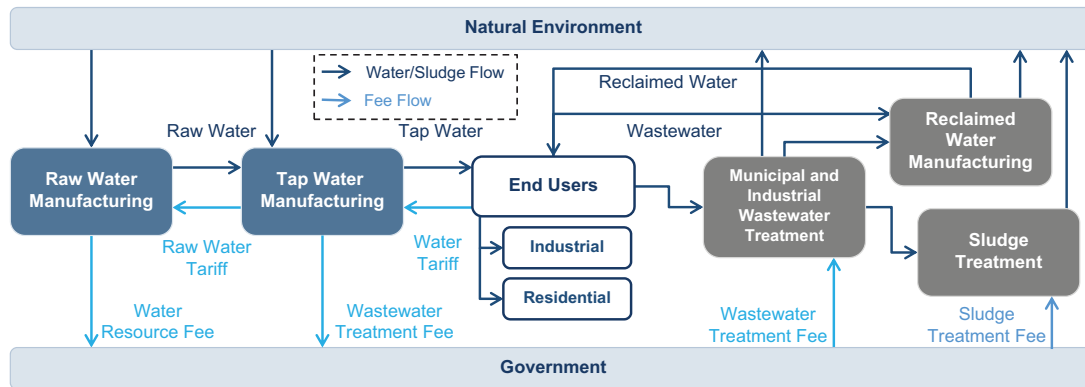 Natural Environment
Water/Sludge Flow
Fee Flow
Reclaimed Water
Raw Water
Tap Water
Wastewater
Reclaimed
Water
Manufacturing
Raw Water
Manufacturing
Tap Water
Manufacturing
End Users
Municipal and
Industrial
Wastewater
Treatment
Raw Water
Tariff
Water
Tariff
Industrial
Residential
Sludge
Treatment
Water
Resource Fee
Wastewater
Treatment Fee
Wastewater
Treatment Fee
Sludge
Treatment Fee
Government